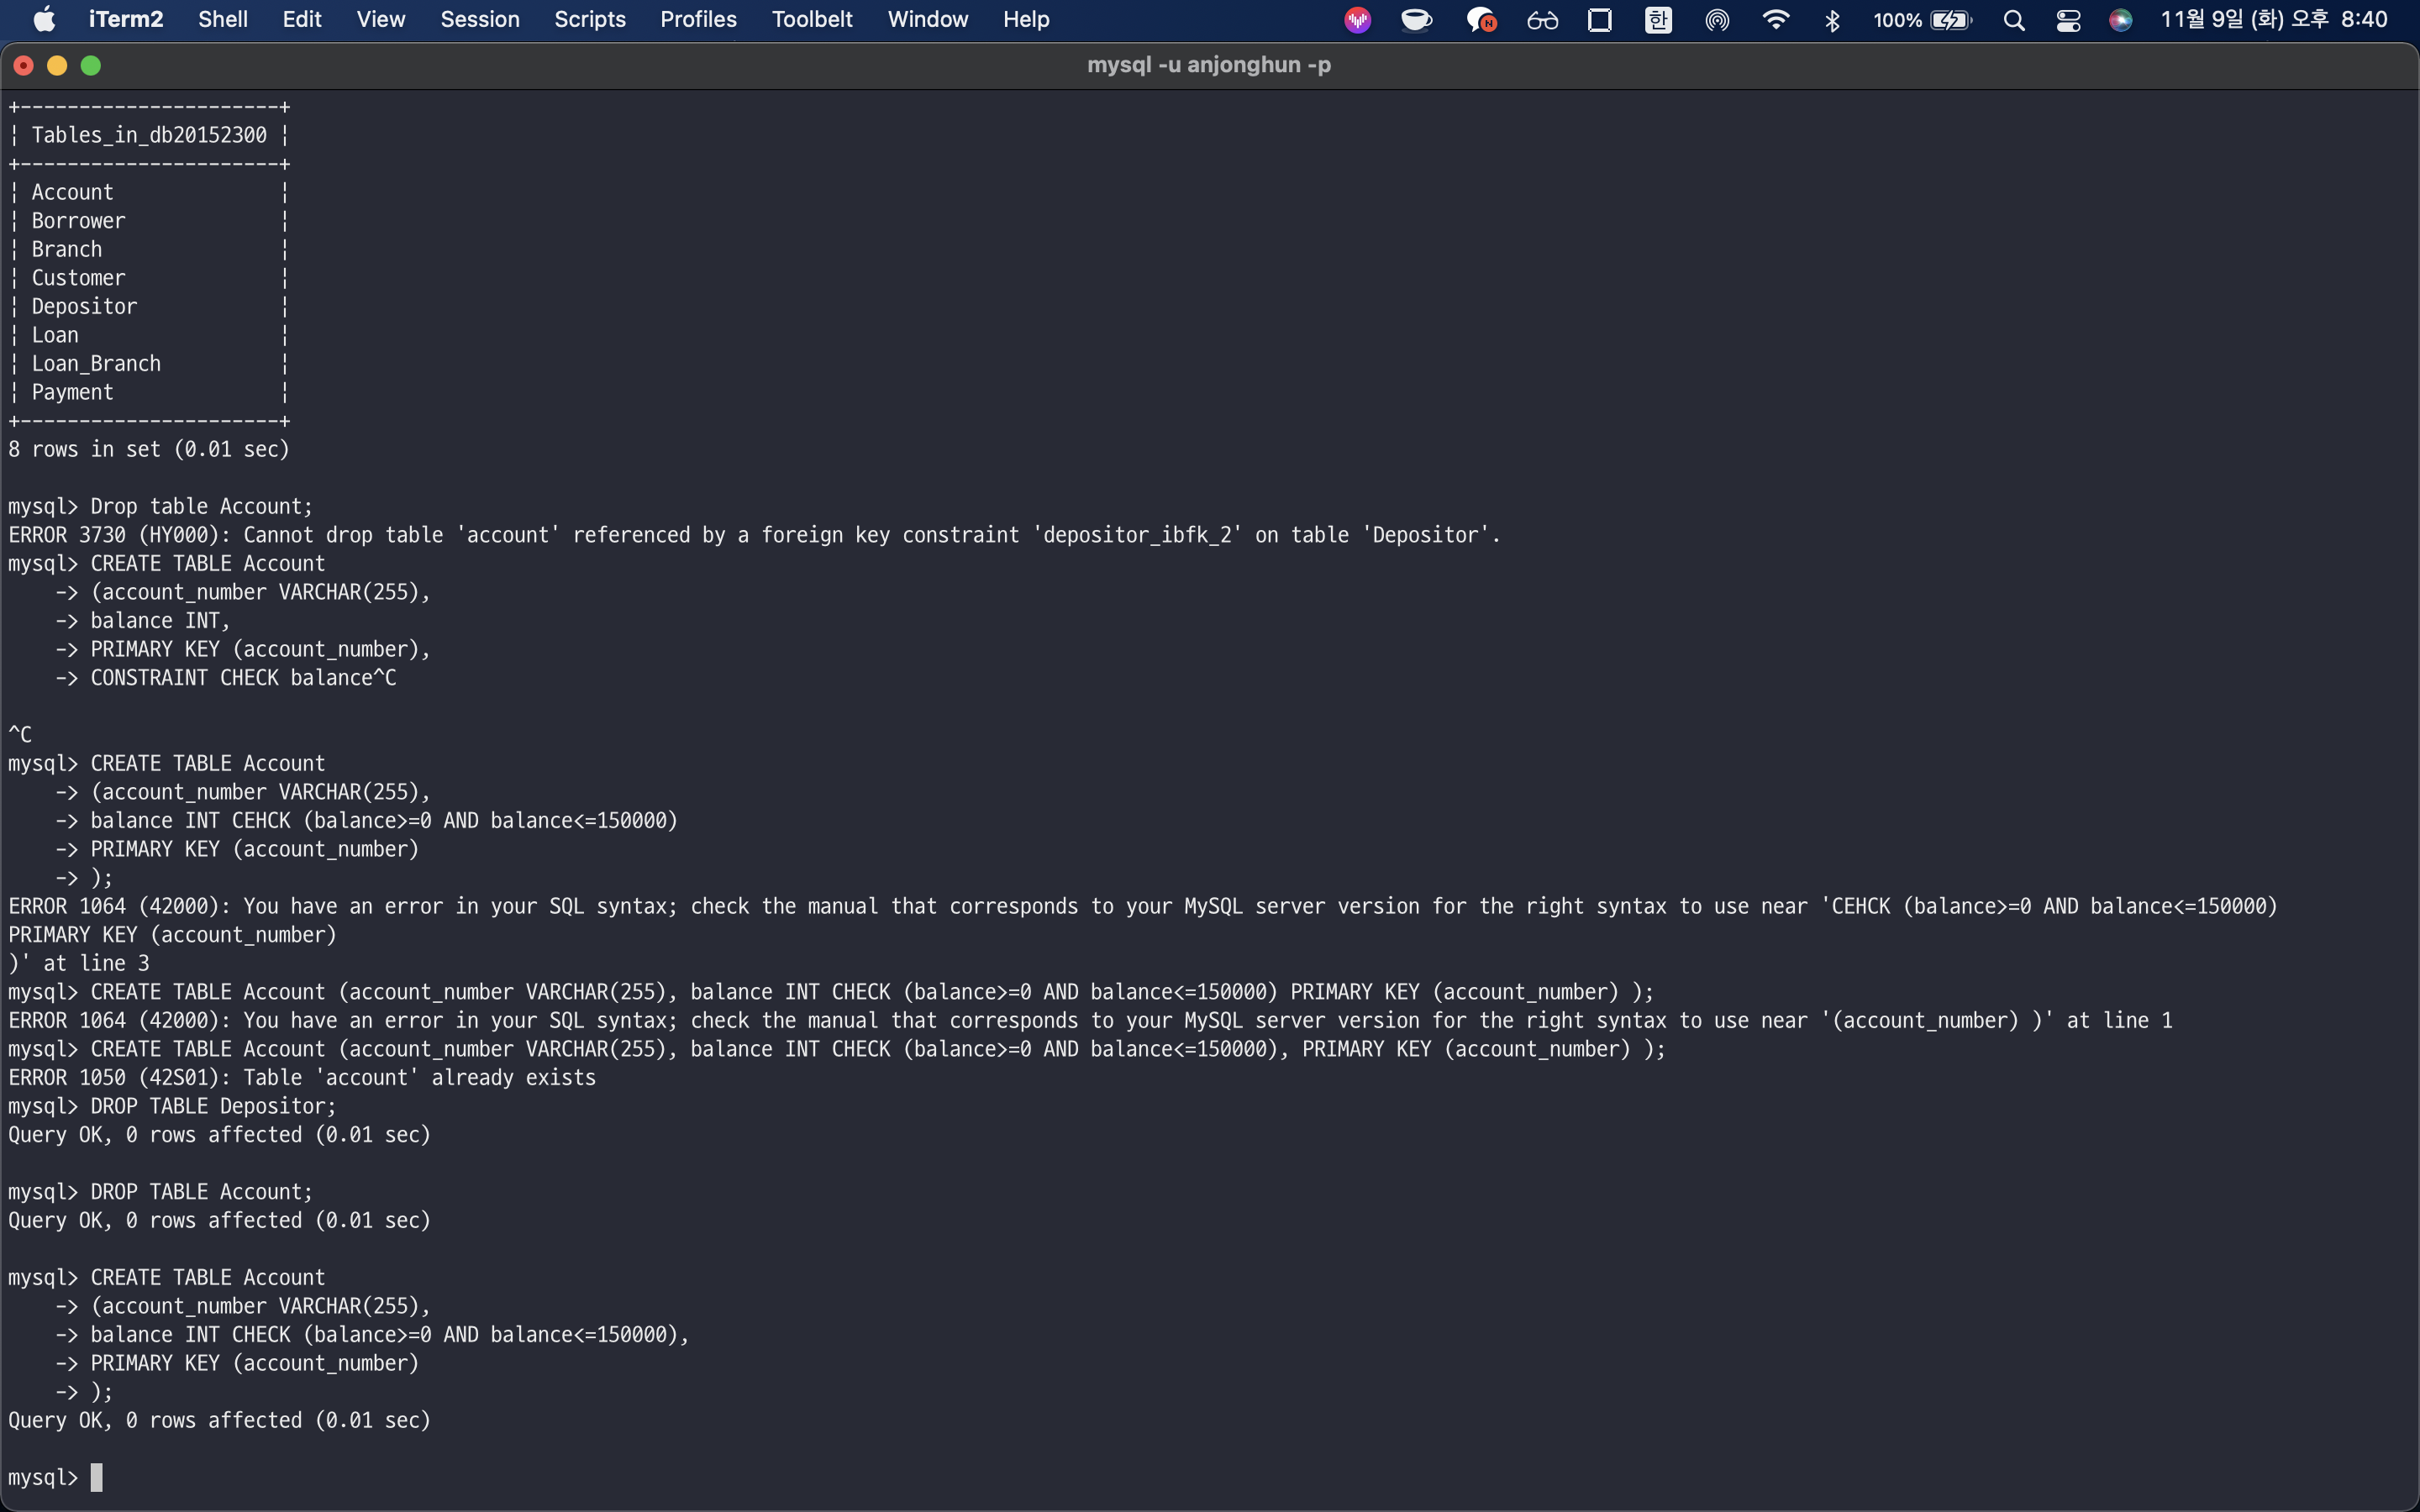 iTerm2 Shell Edit View Session Scripts Profiles Toolbelt Window Help 한 100% 11월 9일 (화) 오후 8:40
mysql -u anjonghun -p
+----------------------+
| Tables_in_db20152300 |
+----------------------+
| Account              |
| Borrower             |
| Branch               |
| Customer             |
| Depositor            |
| Loan                 |
| Loan_Branch          |
| Payment              |
+----------------------+
8 rows in set (0.01 sec)
mysql> Drop table Account;
ERROR 3730 (HY000): Cannot drop table 'account' referenced by a foreign key constraint 'depositor_ibfk_2' on table 'Depositor'.
mysql> CREATE TABLE Account
    -> (account_number VARCHAR(255),
    -> balance INT,
    -> PRIMARY KEY (account_number),
    -> CONSTRAINT CHECK balance^C
^C
mysql> CREATE TABLE Account
    -> (account_number VARCHAR(255),
    -> balance INT CEHCK (balance>=0 AND balance<=150000)
    -> PRIMARY KEY (account_number)
    -> );
ERROR 1064 (42000): You have an error in your SQL syntax; check the manual that corresponds to your MySQL server version for the right syntax to use near 'CEHCK (balance>=0 AND balance<=150000)
PRIMARY KEY (account_number)
)' at line 3
mysql> CREATE TABLE Account (account_number VARCHAR(255), balance INT CHECK (balance>=0 AND balance<=150000) PRIMARY KEY (account_number) );
ERROR 1064 (42000): You have an error in your SQL syntax; check the manual that corresponds to your MySQL server version for the right syntax to use near '(account_number) )' at line 1
mysql> CREATE TABLE Account (account_number VARCHAR(255), balance INT CHECK (balance>=0 AND balance<=150000), PRIMARY KEY (account_number) );
ERROR 1050 (42S01): Table 'account' already exists
mysql> DROP TABLE Depositor;
Query OK, 0 rows affected (0.01 sec)
mysql> DROP TABLE Account;
Query OK, 0 rows affected (0.01 sec)
mysql> CREATE TABLE Account
    -> (account_number VARCHAR(255),
    -> balance INT CHECK (balance>=0 AND balance<=150000),
    -> PRIMARY KEY (account_number)
    -> );
Query OK, 0 rows affected (0.01 sec)
mysql>